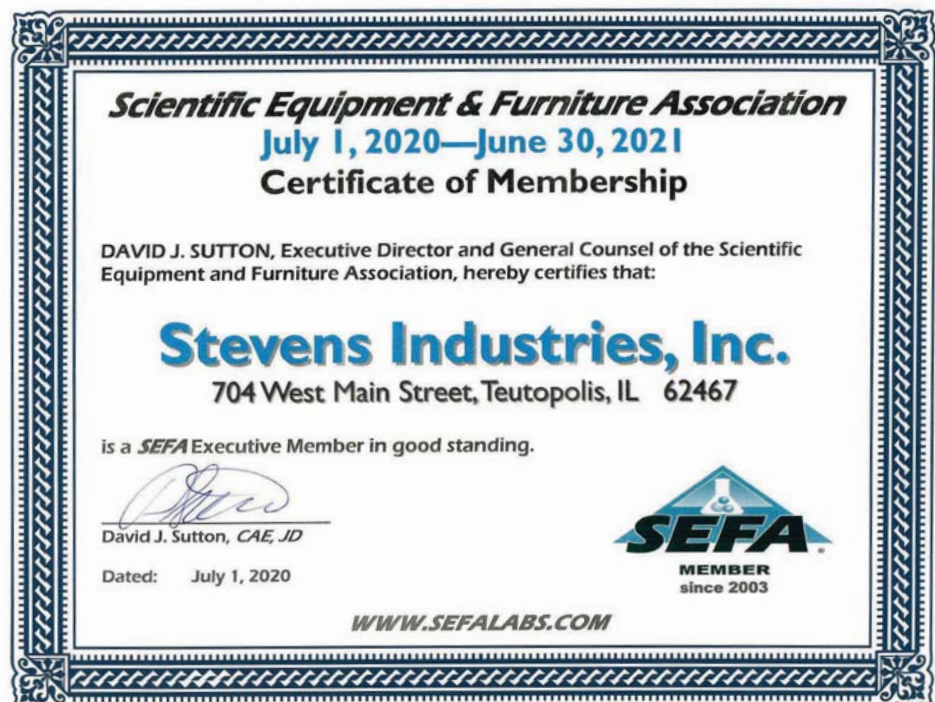 Scientific Equipment & Furniture Association
July 1, 2020—June 30, 2021
Certificate of Membership
DAVID J. SUTTON, Executive Director and General Counsel of the Scientific
Equipment and Furniture Association, hereby certifies that:
Stevens Industries, Inc.
704 West Main Street, Teutopolis, IL 62467
is a SEFA Executive Member in good standing.
David J. Sutton, CAE, JD
Dated: July 1, 2020
SEFA
MEMBER
since 2003
WWW.SEFALABS.COM